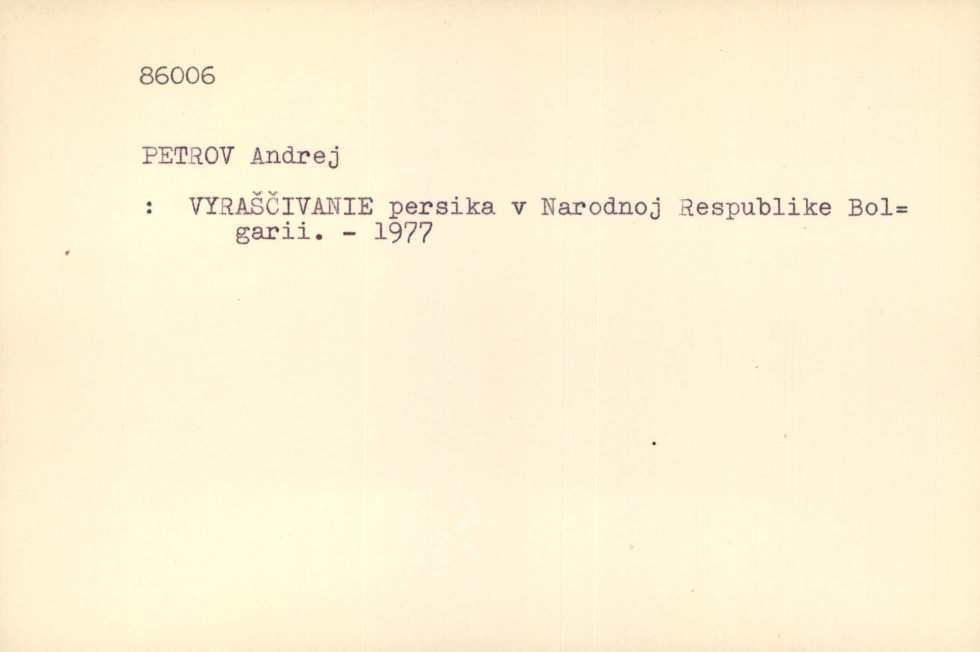 86006
PETROV Andrej
: VYRAŠČIVANIE persika v Narodnoj Respublike Bol=
garii. - 1977